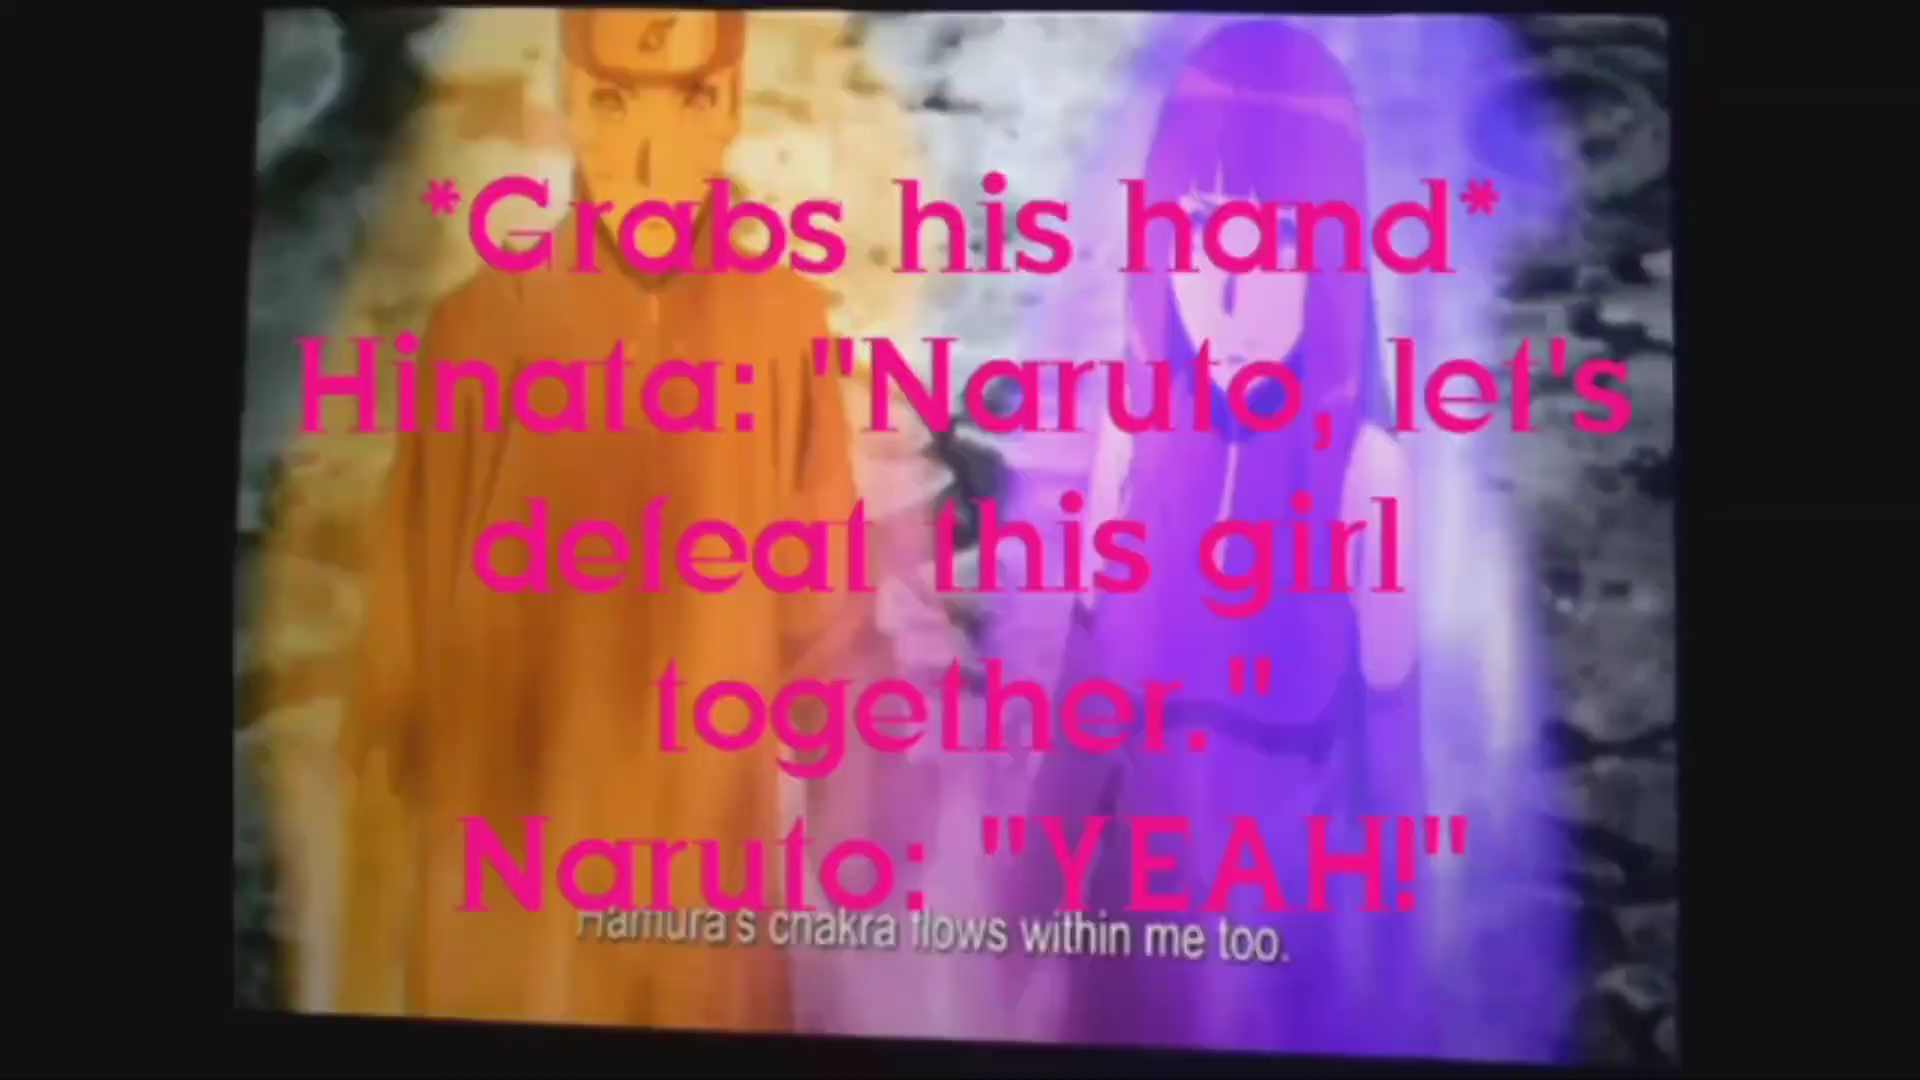 *Grabs his hand*
Hinata: "Naruto, let's
defeat this girl
together."
Naruto: "YEAH!"
Hamura's chakra flows within me too.